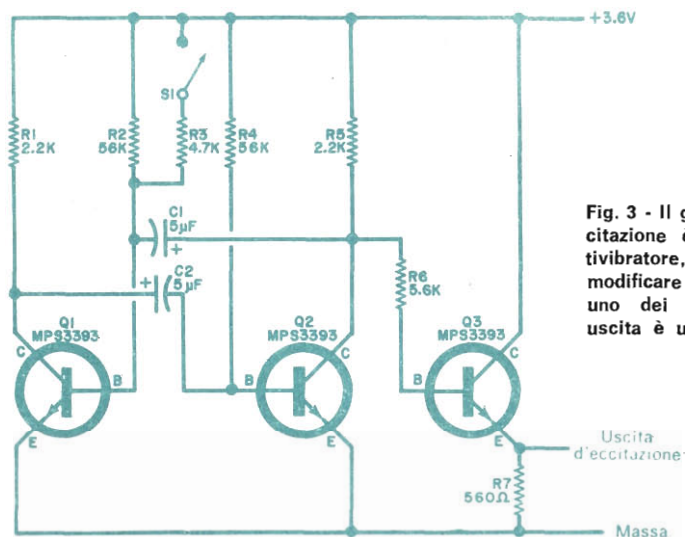 +3.6V
S1
R1
2.2K
R2
56K
R3
4.7K
R4
56K
R5
2.2K
C1
5µF
+
C2
+ 5µF
R6
5.6K
Q1
MPS3393
Q2
MPS3393
Q3
MPS3393
C
B
E
C
B
E
C
B
E
Uscita
d'eccitazione
R7
560Ω
Massa
Fig. 3 - Il g
citazione è
tivibratore,
modificare
uno dei
uscita è u